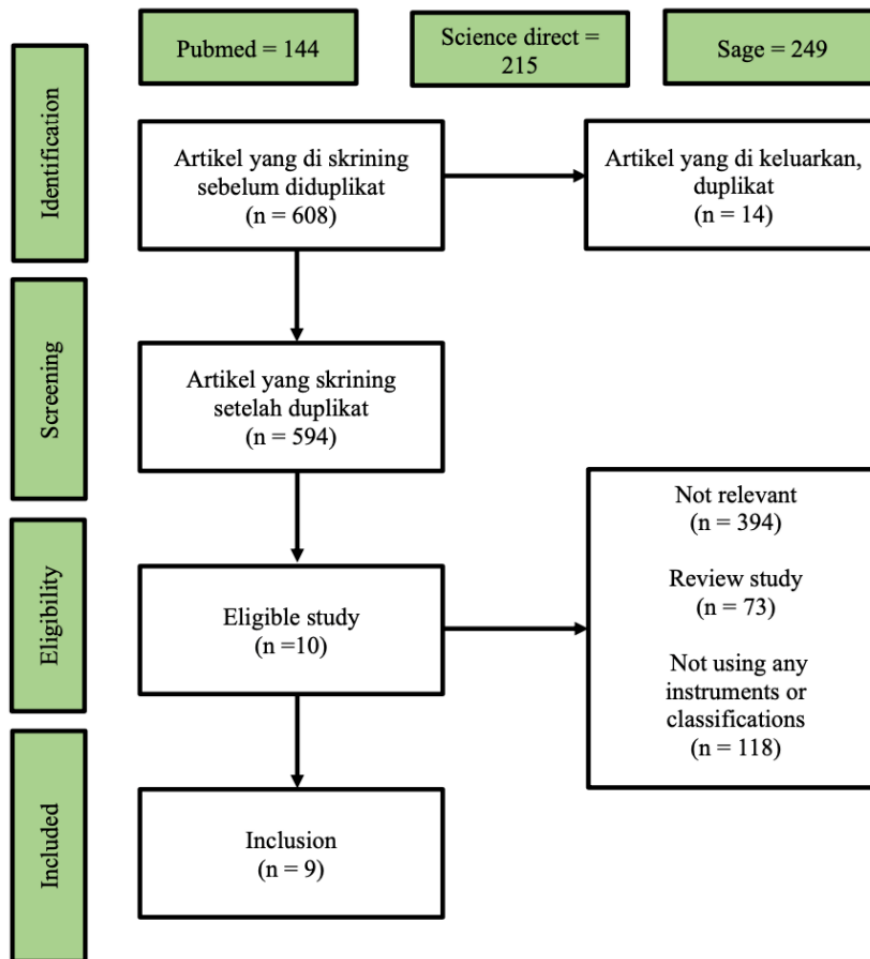 Pubmed = 144
Science direct =
215
Sage = 249
Identification
Artikel yang di skrining
sebelum diduplikat
(n = 608)
Artikel yang di keluarkan,
duplikat
(n = 14)
Screening
Artikel yang skrining
setelah duplikat
(n = 594)
Eligibility
Eligible study
(n =10)
Not relevant
(n = 394)
Review study
(n = 73)
Not using any
instruments or
classifications
(n = 118)
Included
Inclusion
(n = 9)